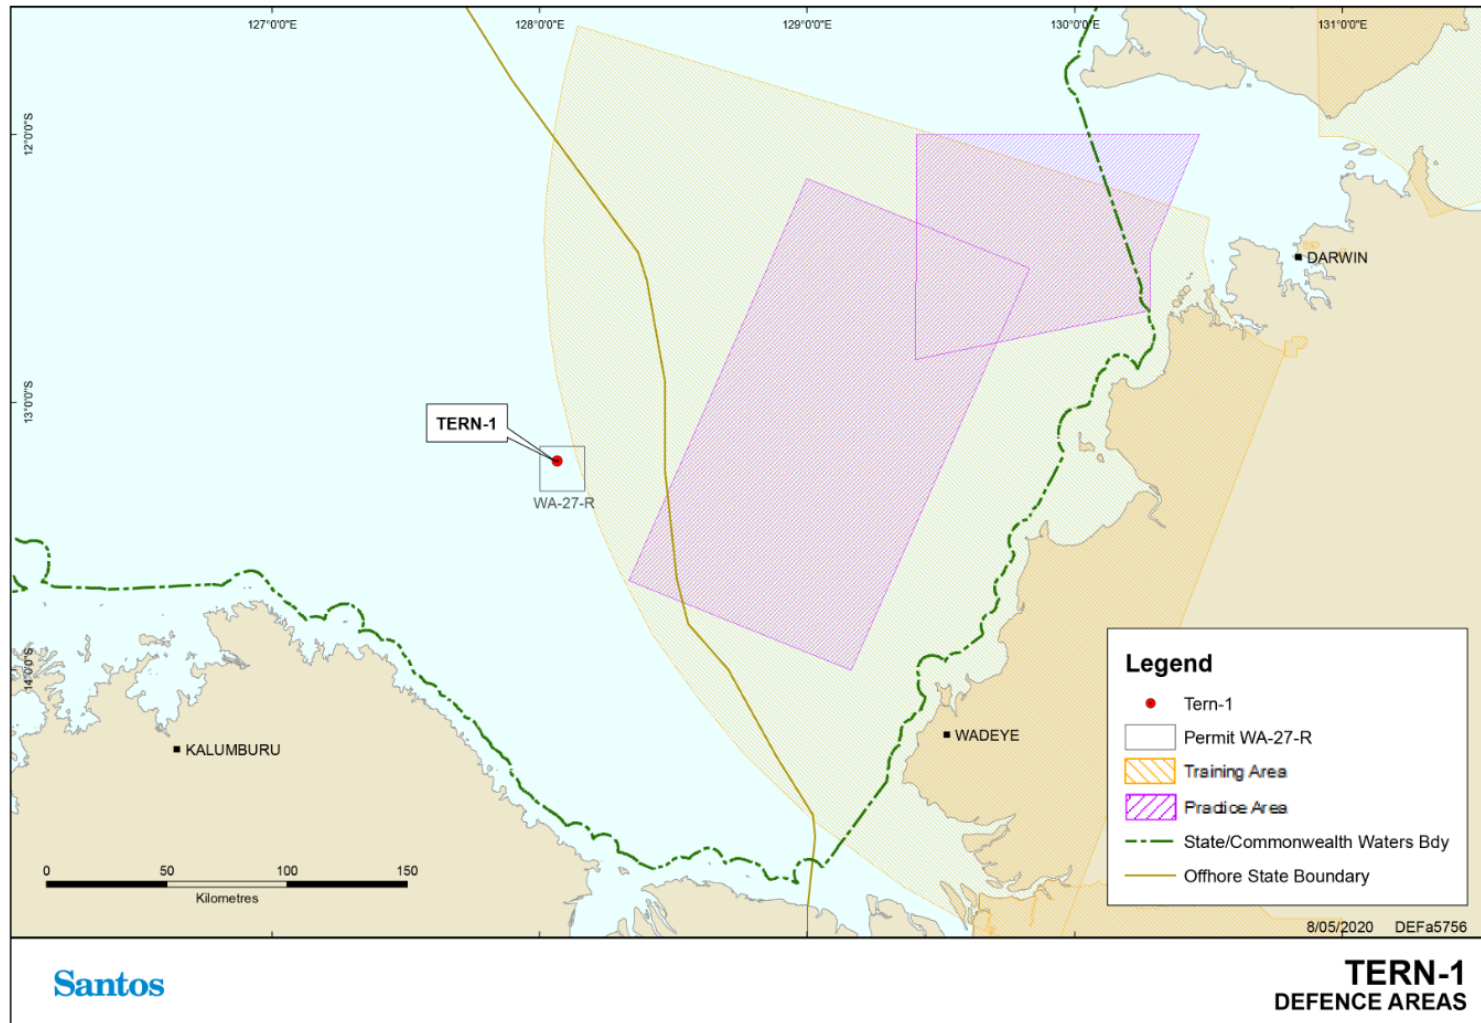 127°0'0"E
128°0'0"E
129°0'0"E
130°0'0"E
131°0'0"E
12°0'0"S
13°0'0"S
14°0'0"S
DARWIN
TERN-1
WA-27-R
KALUMBURU
WADEYE
Legend
Tern-1
Permit WA-27-R
Training Area
Practice Area
State/Commonwealth Waters Bdy
Offhore State Boundary
0 50 100 150
Kilometres
8/05/2020 DEFa5756
Santos
TERN-1
DEFENCE AREAS